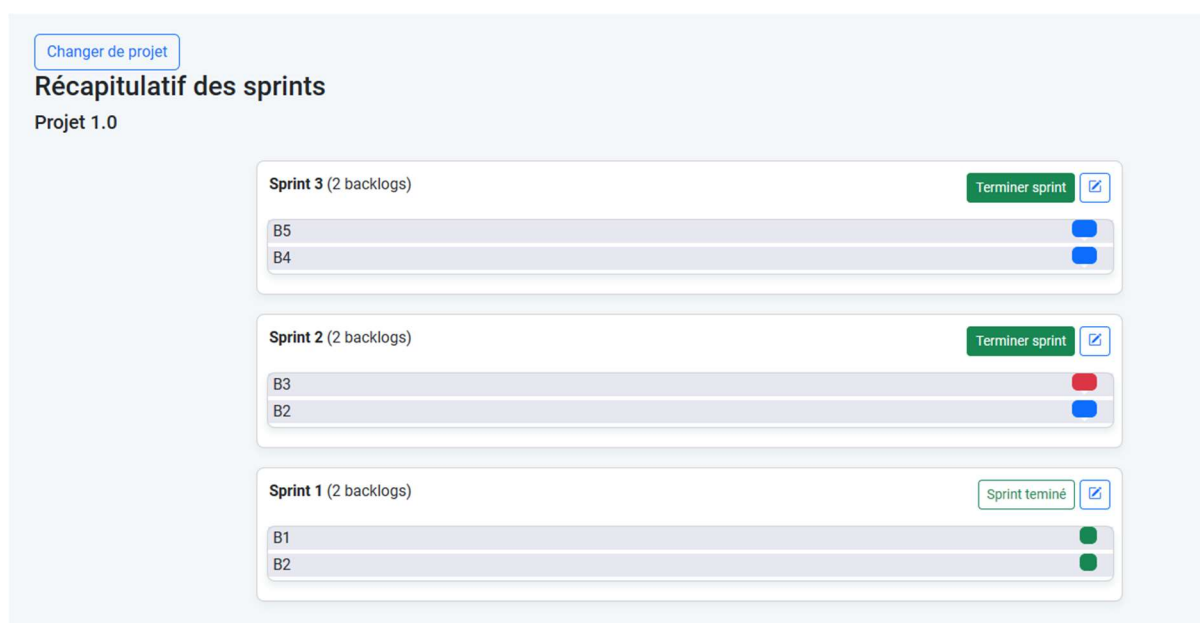 Changer de projet
Récapitulatif des sprints
Projet 1.0
Sprint 3 (2 backlogs)
Terminer sprint
B5
B4
Sprint 2 (2 backlogs)
Terminer sprint
B3
B2
Sprint 1 (2 backlogs)
Sprint teminé
B1
B2